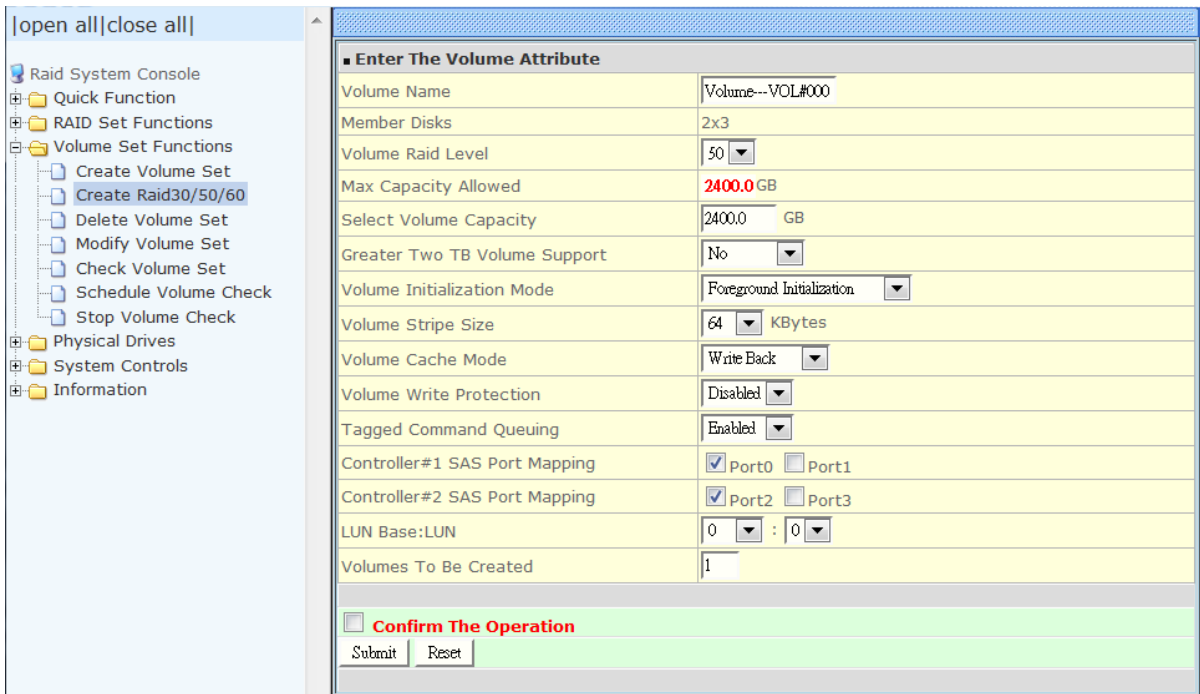 |open all|close all|
Raid System Console
Quick Function
RAID Set Functions
Volume Set Functions
Create Volume Set
Create Raid30/50/60
Delete Volume Set
Modify Volume Set
Check Volume Set
Schedule Volume Check
Stop Volume Check
Physical Drives
System Controls
Information
Enter The Volume Attribute
Volume Name Volume---VOL#000
Member Disks 2x3
Volume Raid Level 50
Max Capacity Allowed 2400.0 GB
Select Volume Capacity 2400.0 GB
Greater Two TB Volume Support No
Volume Initialization Mode Foreground Initialization
Volume Stripe Size 64 KBytes
Volume Cache Mode Write Back
Volume Write Protection Disabled
Tagged Command Queuing Enabled
Controller#1 SAS Port Mapping Port0 Port1
Controller#2 SAS Port Mapping Port2 Port3
LUN Base:LUN 0 : 0
Volumes To Be Created 1
Confirm The Operation
Submit Reset